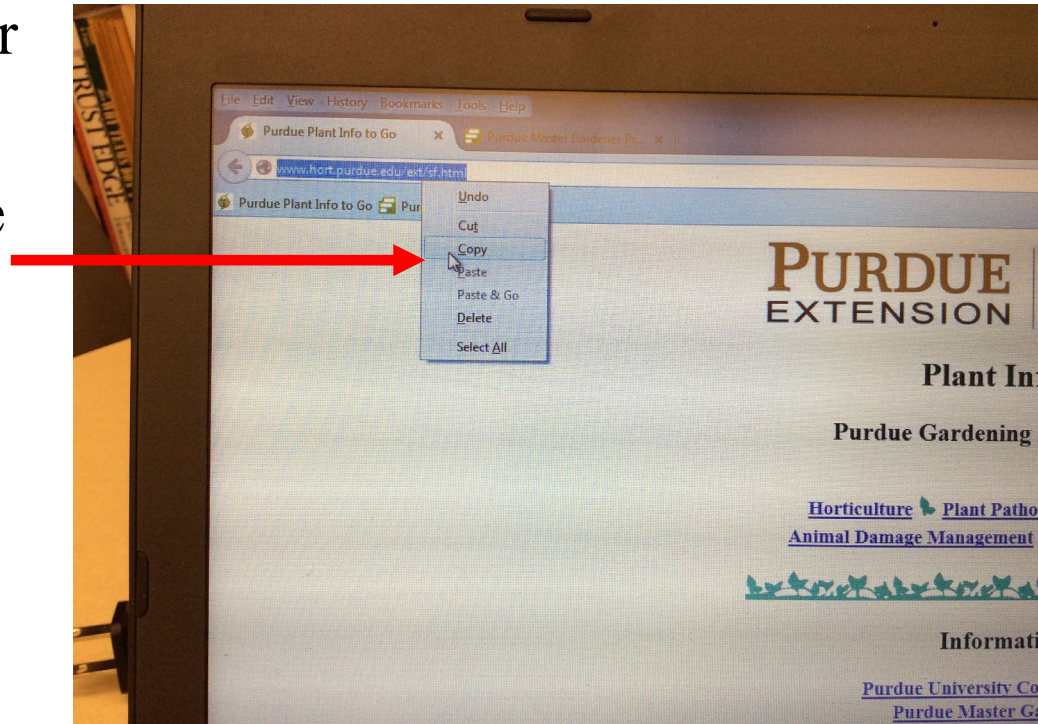 r
e
TRUST EDGE
File Edit View History Bookmarks Tools Help
Purdue Plant Info to Go × Purdue Master Gardener Pr... ×
www.hort.purdue.edu/ext/sf.html
Purdue Plant Info to Go Pur
Undo
Cut
Copy
Paste
Paste & Go
Delete
Select All
PURDUE
EXTENSION
Plant In
Purdue Gardening
Horticulture Plant Patho
Animal Damage Management
Informati
Purdue University Co
Purdue Master Ga